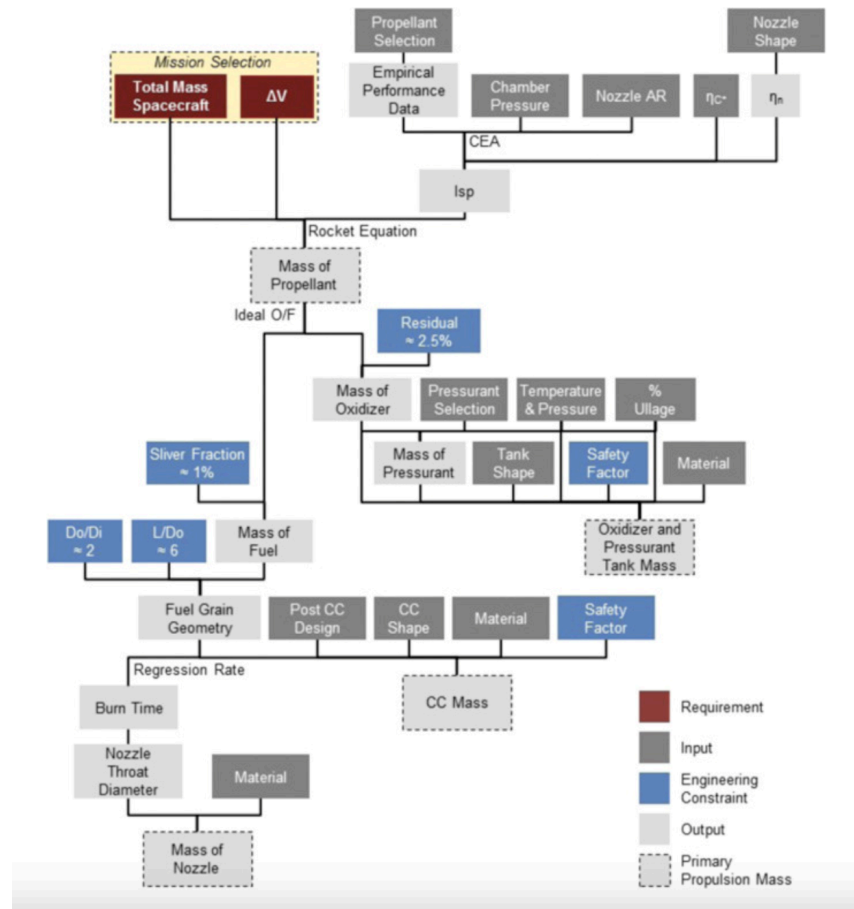 Propellant
Selection
Nozzle
Shape
Mission Selection
Total Mass
Spacecraft
ΔV
Empirical
Performance
Data
Chamber
Pressure
Nozzle AR
ηC*
ηn
CEA
Isp
Rocket Equation
Mass of
Propellant
Ideal O/F
Residual
≈ 2.5%
Mass of
Oxidizer
Pressurant
Selection
Temperature
& Pressure
%
Ullage
Sliver Fraction
≈ 1%
Mass of
Pressurant
Tank
Shape
Safety
Factor
Material
Do/Di
≈ 2
L/Do
≈ 6
Mass of
Fuel
Oxidizer and
Pressurant
Tank Mass
Fuel Grain
Geometry
Post CC
Design
CC
Shape
Material
Safety
Factor
Regression Rate
CC Mass
Burn Time
Nozzle
Throat
Diameter
Material
Mass of
Nozzle
Requirement
Input
Engineering
Constraint
Output
Primary
Propulsion Mass